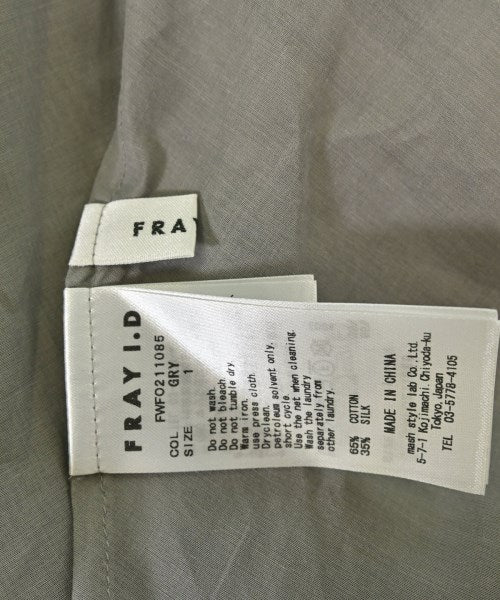 FRAY
FRAY I.D
FWFO211085
COL GRY
SIZE 1
Do not wash.
Do not bleach.
Do not tumble dry.
Warm iron.
use press cloth.
Dryclean.
petroleum solvent only.
short cycle.
Use the net when cleaning.
Wash the laundry
separately from
other laundry.
65% COTTON
35% SILK
MADE IN CHINA
mash style lab Co.,Ltd.
5-7-1 Kojimachi, Chiyoda-ku
Tokyo, Japan
TEL 03-5778-4105